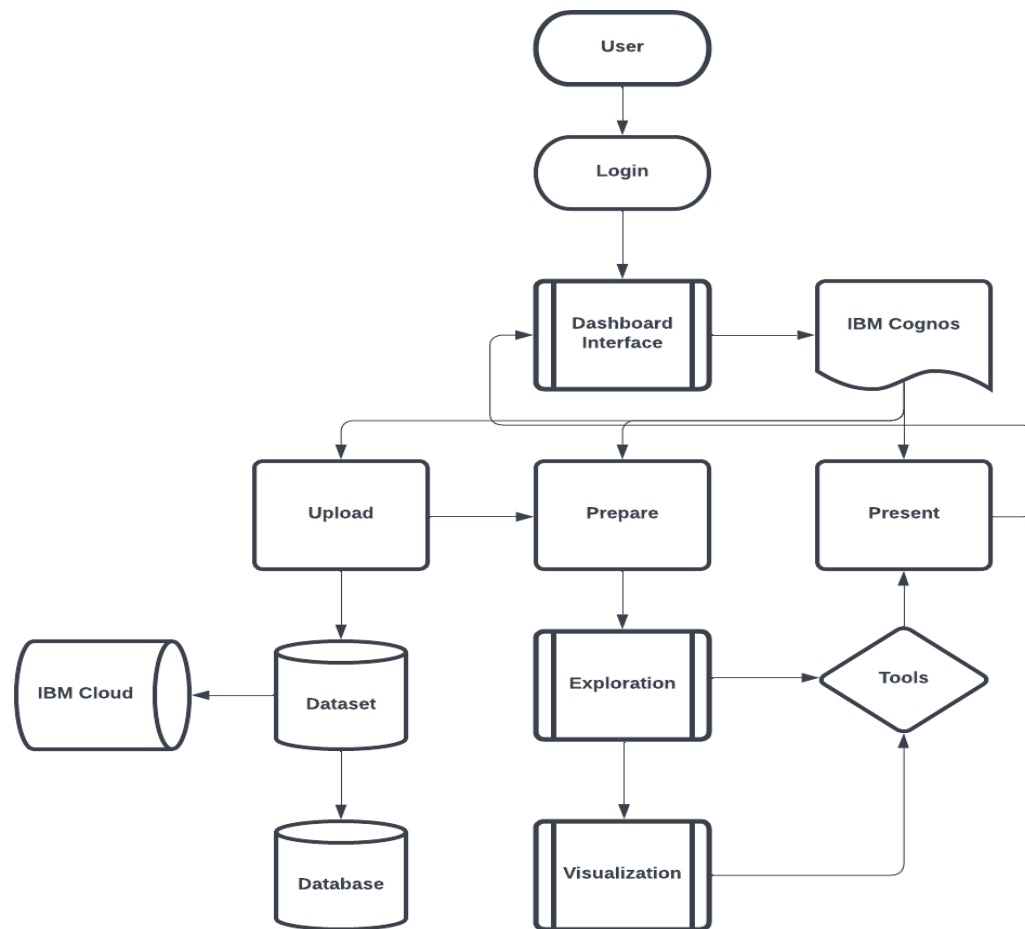 User
Login
Dashboard
Interface
IBM Cognos
Upload
Prepare
Present
IBM Cloud
Dataset
Exploration
Tools
Database
Visualization